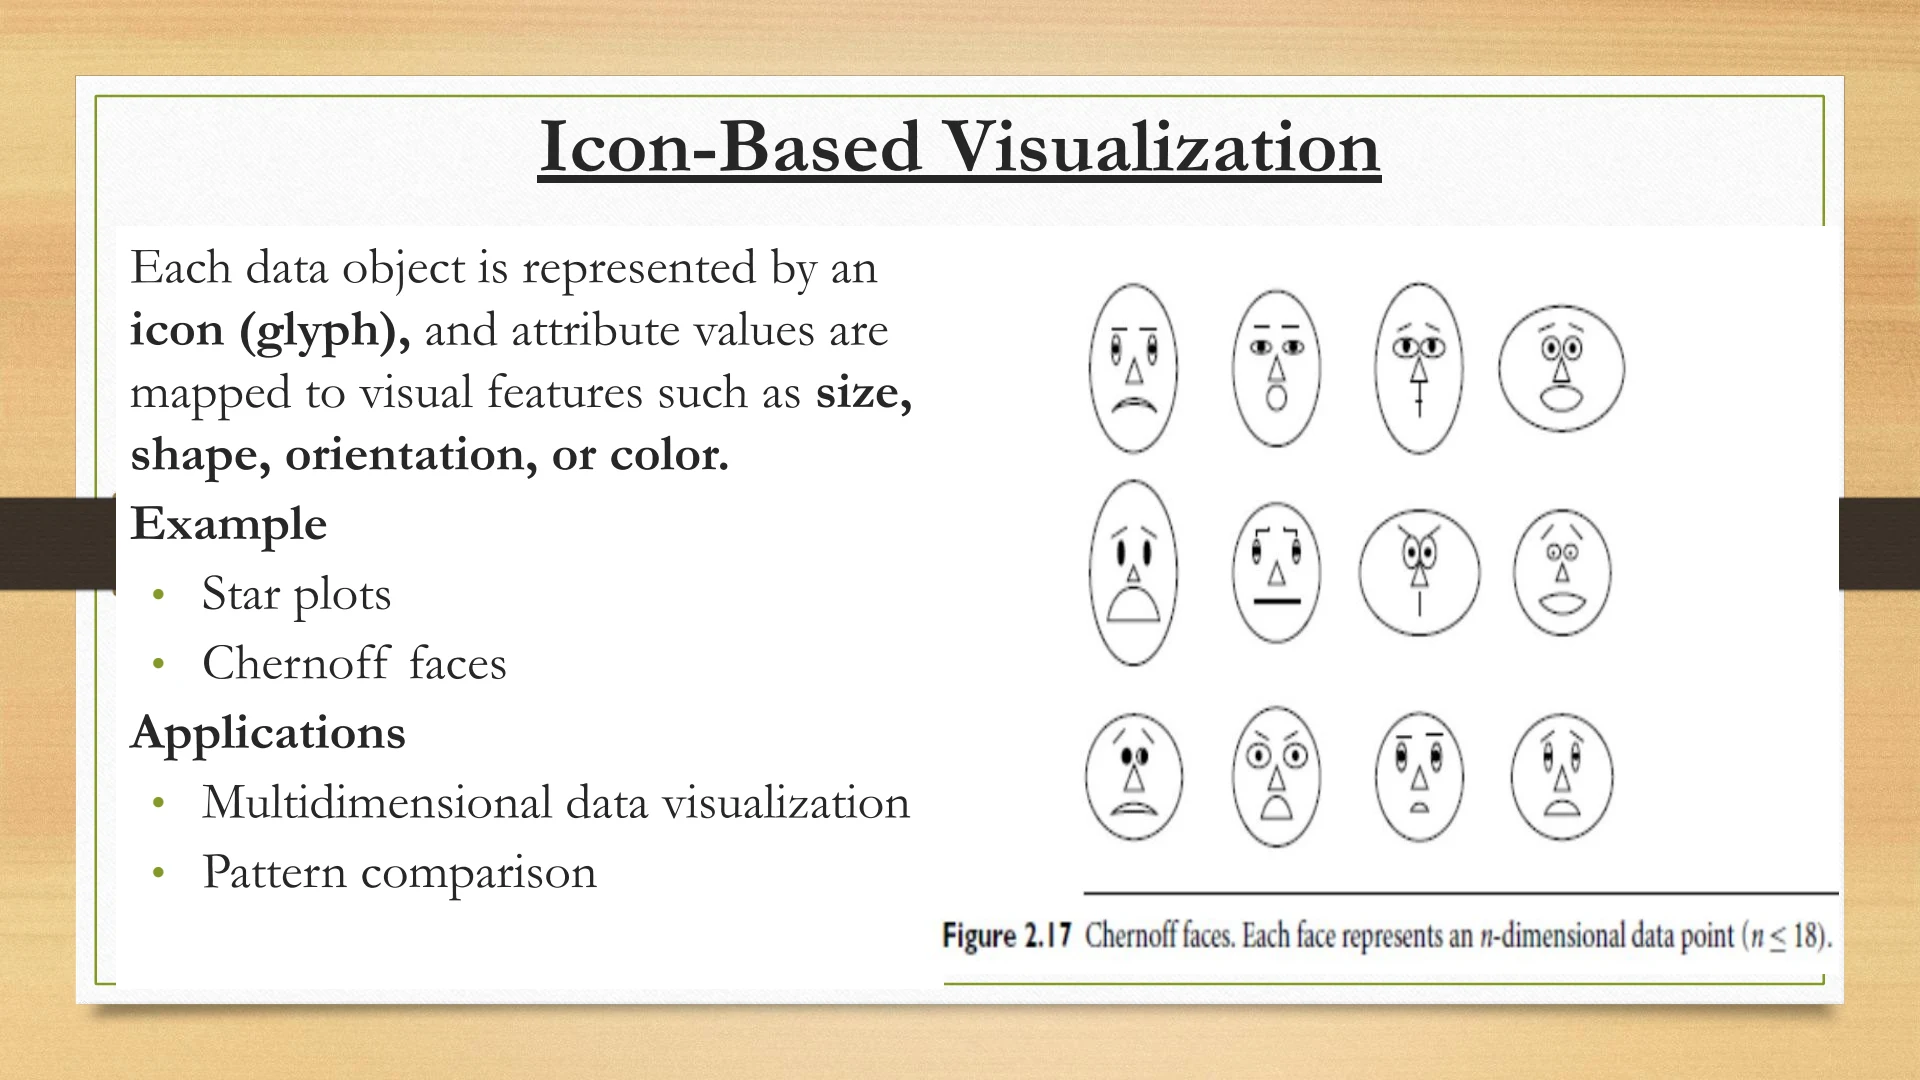 Icon-Based Visualization
Each data object is represented by an
icon (glyph), and attribute values are
mapped to visual features such as size,
shape, orientation, or color.
Example
• Star plots
• Chernoff faces
Applications
• Multidimensional data visualization
• Pattern comparison
Figure 2.17 Chernoff faces. Each face represents an n-dimensional data point (n ≤ 18).